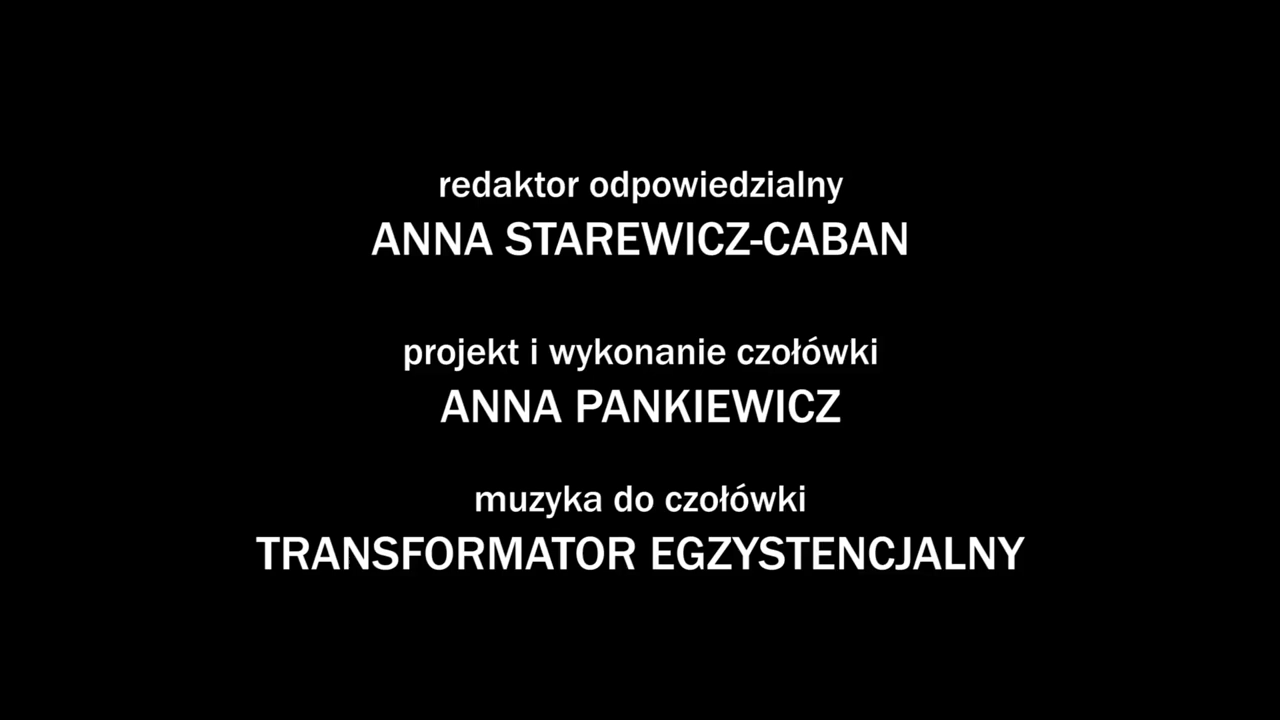 redaktor odpowiedzialny
ANNA STAREWICZ-CABAN
projekt i wykonanie czołówki
ANNA PANKIEWICZ
muzyka do czołówki
TRANSFORMATOR EGZYSTENCJALNY